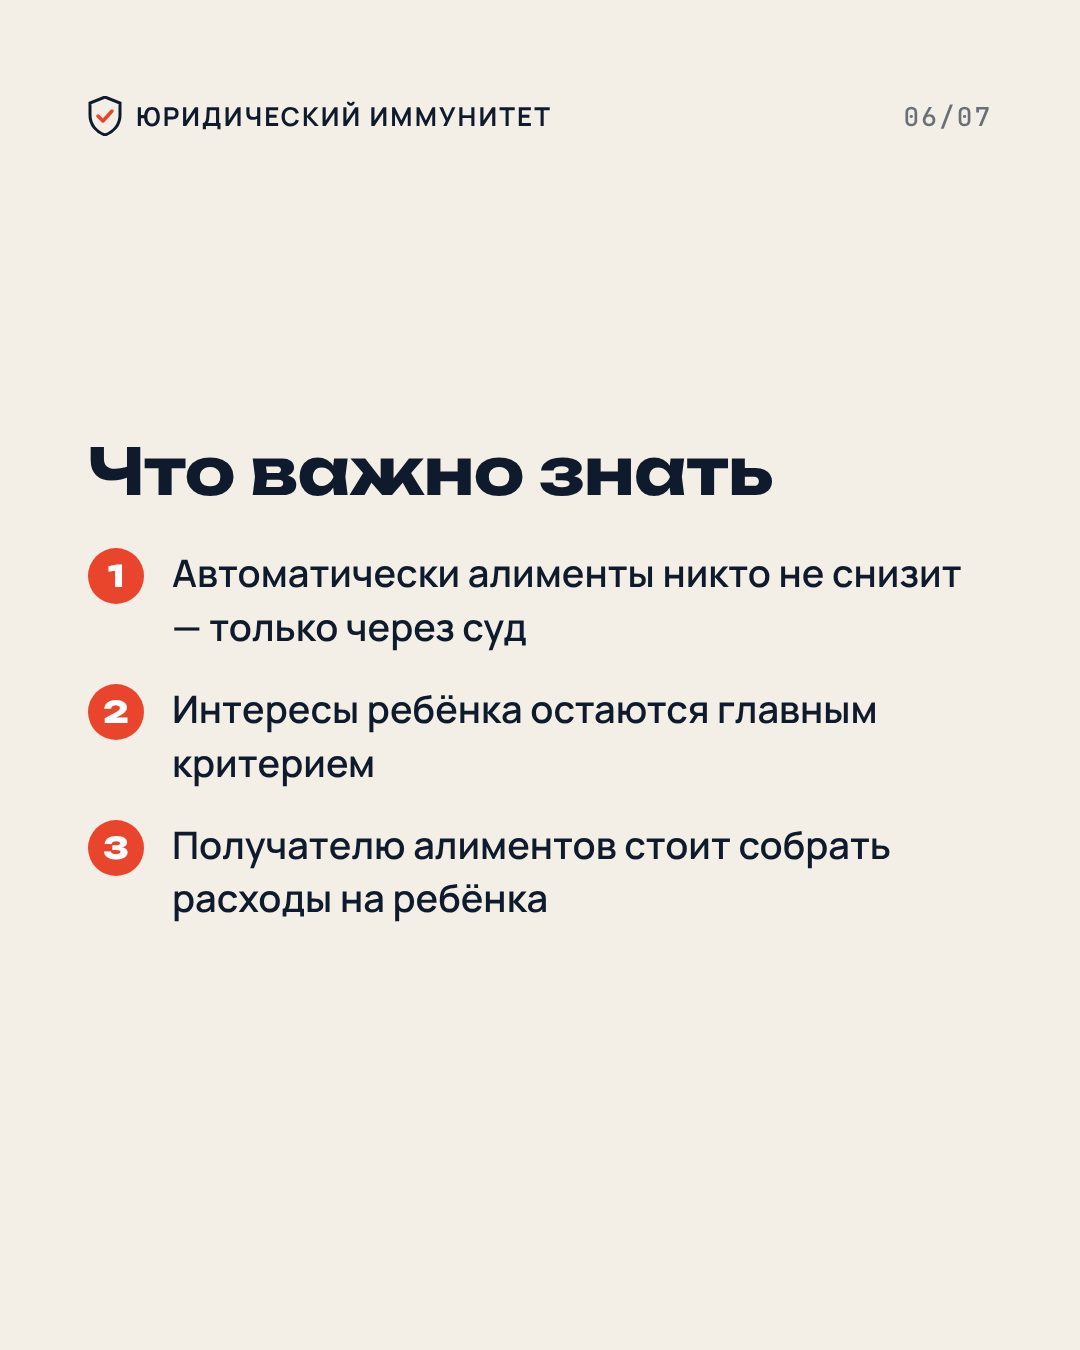 ЮРИДИЧЕСКИЙ ИММУНИТЕТ
06/07
Что важно знать
1 Автоматически алименты никто не снизит
— только через суд
2 Интересы ребёнка остаются главным
критерием
3 Получателю алиментов стоит собрать
расходы на ребёнка